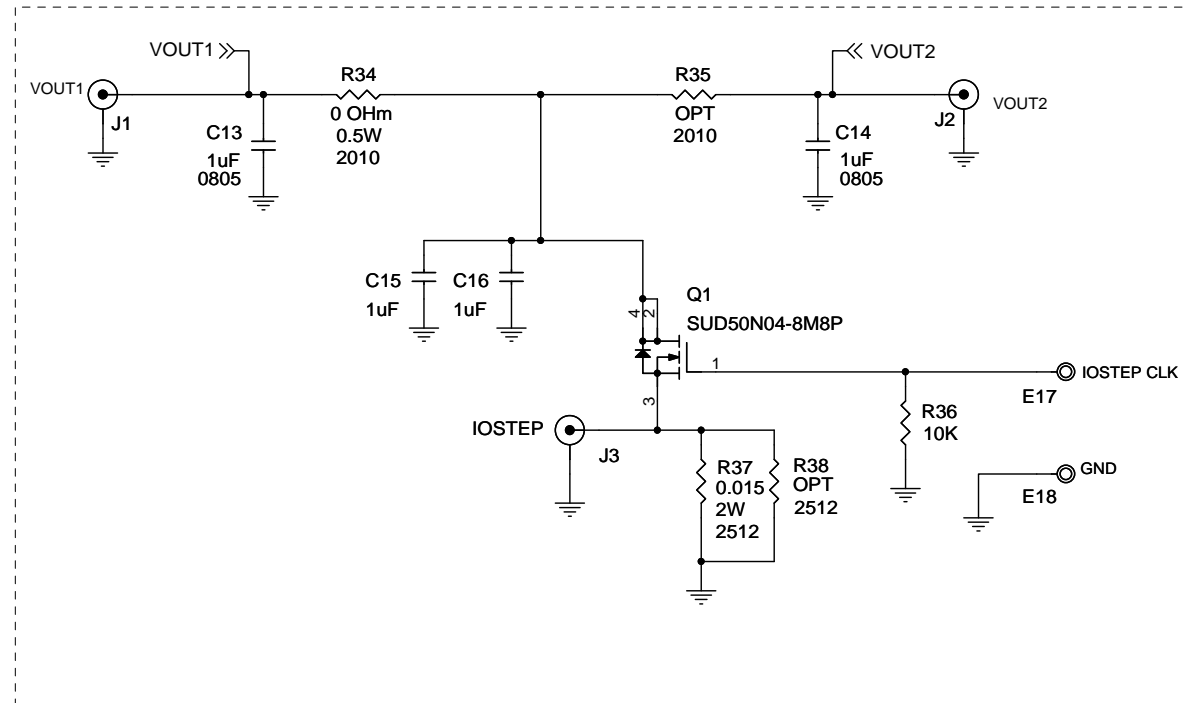 VOUT1
VOUT2
VOUT1
J1
R34
0 OHm
0.5W
2010
R35
OPT
2010
J2
VOUT2
C13
1uF
0805
C14
1uF
0805
C15
1uF
C16
1uF
Q1
SUD50N04-8M8P
4
2
1
3
IOSTEP CLK
E17
R36
10K
IOSTEP
J3
R37
0.015
2W
2512
R38
OPT
2512
GND
E18